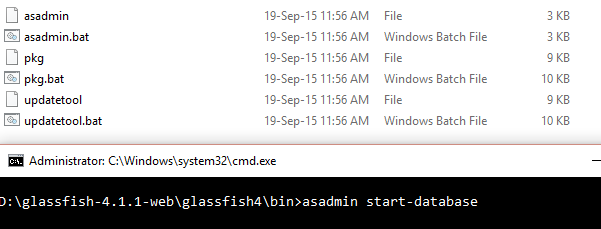 asadmin 19-Sep-15 11:56 AM File 3 KB
asadmin.bat 19-Sep-15 11:56 AM Windows Batch File 3 KB
pkg 19-Sep-15 11:56 AM File 9 KB
pkg.bat 19-Sep-15 11:56 AM Windows Batch File 10 KB
updatetool 19-Sep-15 11:56 AM File 9 KB
updatetool.bat 19-Sep-15 11:56 AM Windows Batch File 10 KB
Administrator: C:\Windows\system32\cmd.exe
D:\glassfish-4.1.1-web\glassfish4\bin>asadmin start-database